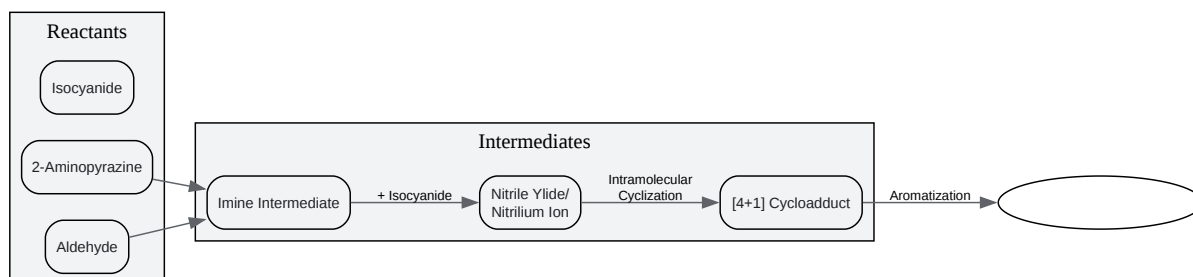 Reactants
Isocyanide
2-Aminopyrazine
Aldehyde
Intermediates
Imine Intermediate
+ Isocyanide
Nitrile Ylide/
Nitrilium Ion
Intramolecular
Cyclization
[4+1] Cycloadduct
Aromatization